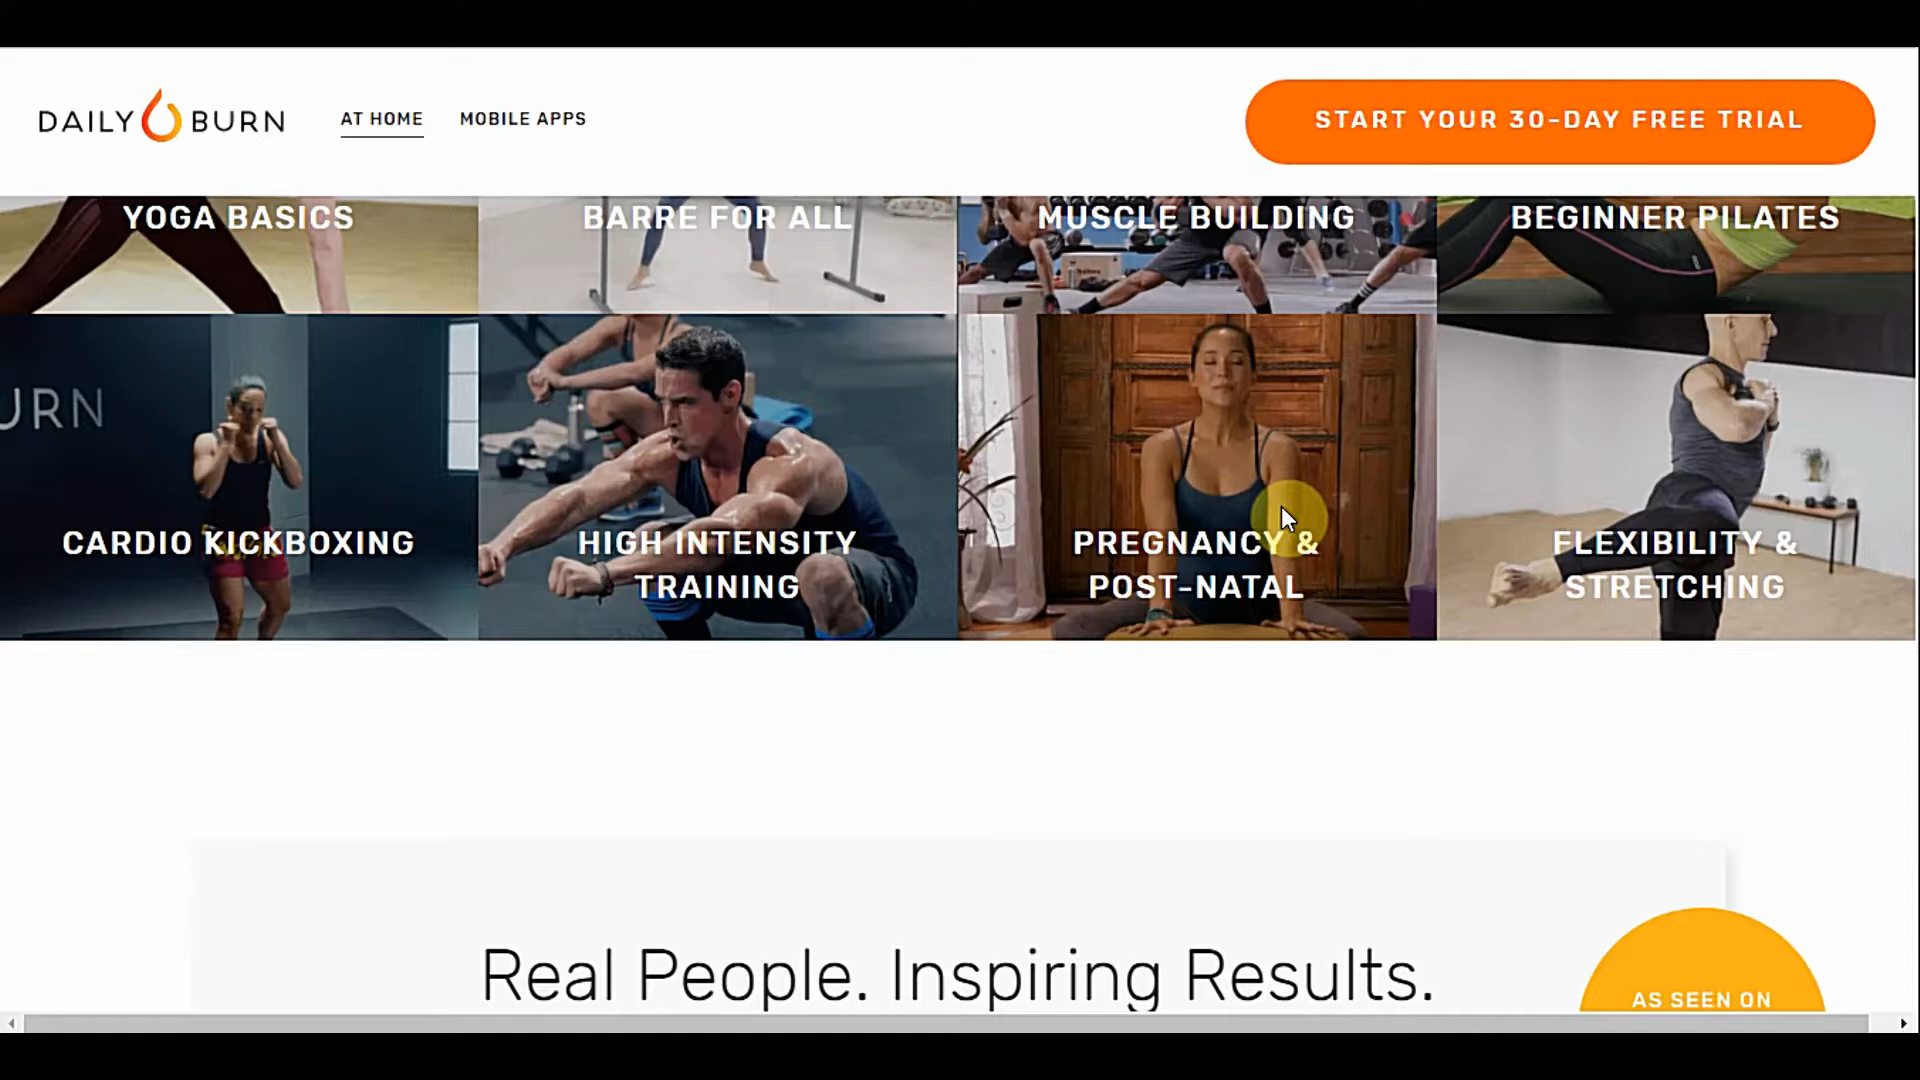 DAILY BURN
AT HOME
MOBILE APPS
START YOUR 30-DAY FREE TRIAL
YOGA BASICS
BARRE FOR ALL
MUSCLE BUILDING
BEGINNER PILATES
URN
CARDIO KICKBOXING
HIGH INTENSITY
TRAINING
PREGNANCY &
POST-NATAL
FLEXIBILITY &
STRETCHING
Real People. Inspiring Results.
AS SEEN ON